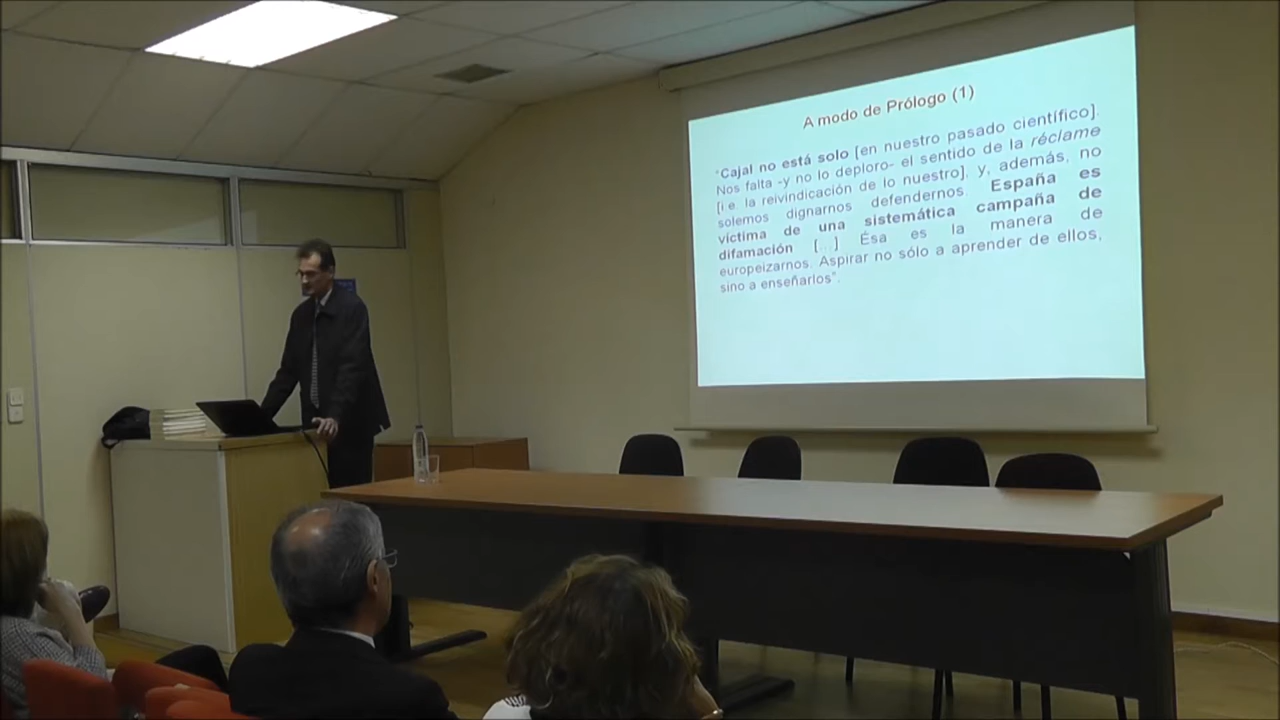 A modo de Prólogo (1)
"Cajal no está solo [en nuestro pasado científico].
Nos falta -y no lo deploro- el sentido de la réclame
[i.e. la reivindicación de lo nuestro], y, además, no
solemos dignarnos defendernos. España es
víctima de una sistemática campaña de
difamación [...] Ésa es la manera de
europeizarnos. Aspirar no sólo a aprender de ellos,
sino a enseñarlos".